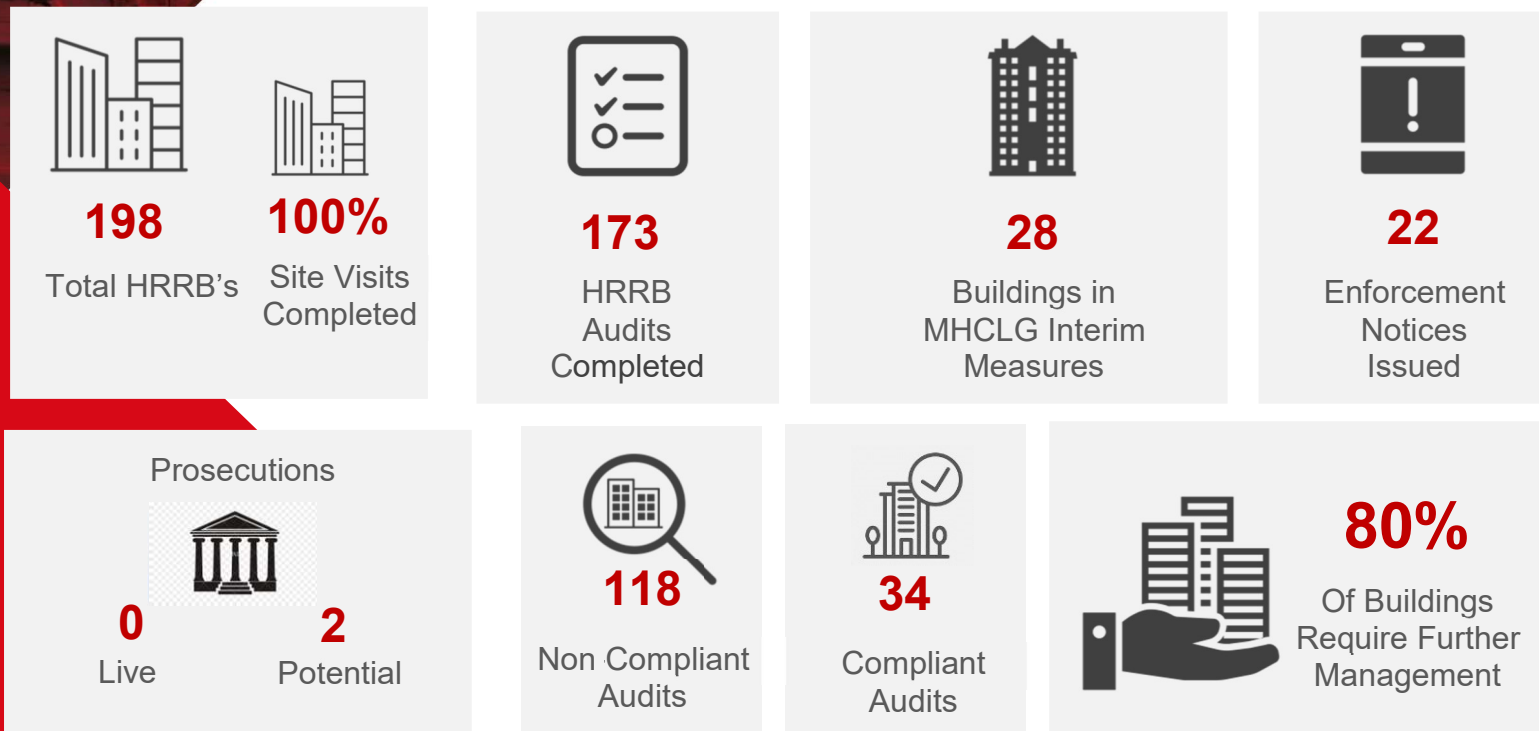 198
Total HRRB's
100%
Site Visits
Completed
173
HRRB
Audits
Completed
28
Buildings in
MHCLG Interim
Measures
22
Enforcement
Notices
Issued
Prosecutions
0
Live
2
Potential
118
Non Compliant
Audits
34
Compliant
Audits
80%
Of Buildings
Require Further
Management